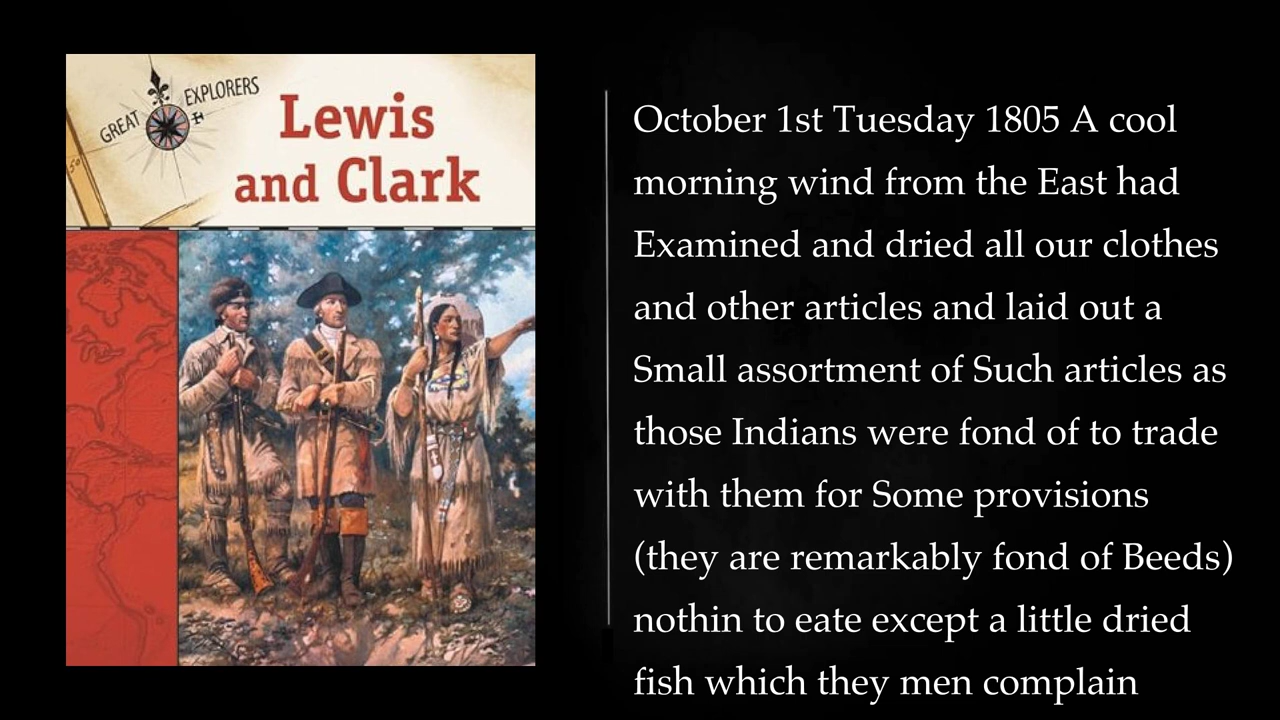 GREAT EXPLORERS
Lewis
and Clark
50
October 1st Tuesday 1805 A cool
morning wind from the East had
Examined and dried all our clothes
and other articles and laid out a
Small assortment of Such articles as
those Indians were fond of to trade
with them for Some provisions
(they are remarkably fond of Beeds)
nothin to eate except a little dried
fish which they men complain